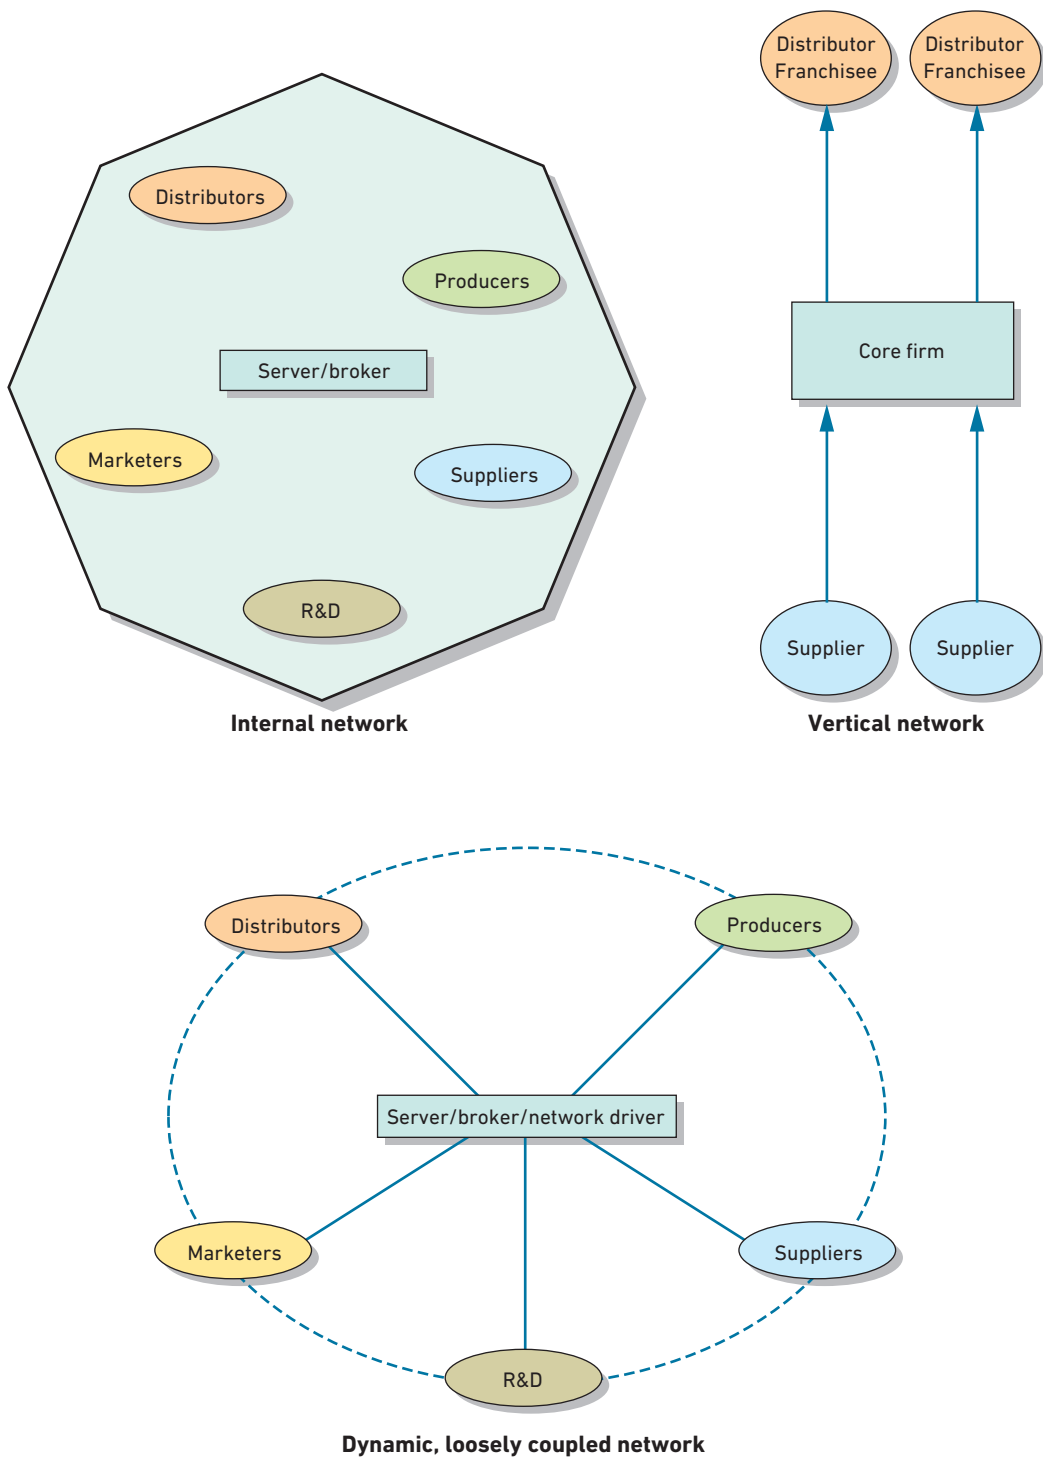 Distributors
Producers
Server/broker
Marketers
Suppliers
R&D
Internal network
Distributor
Franchisee
Distributor
Franchisee
Core firm
Supplier
Supplier
Vertical network
Distributors
Producers
Server/broker/network driver
Marketers
Suppliers
R&D
Dynamic, loosely coupled network